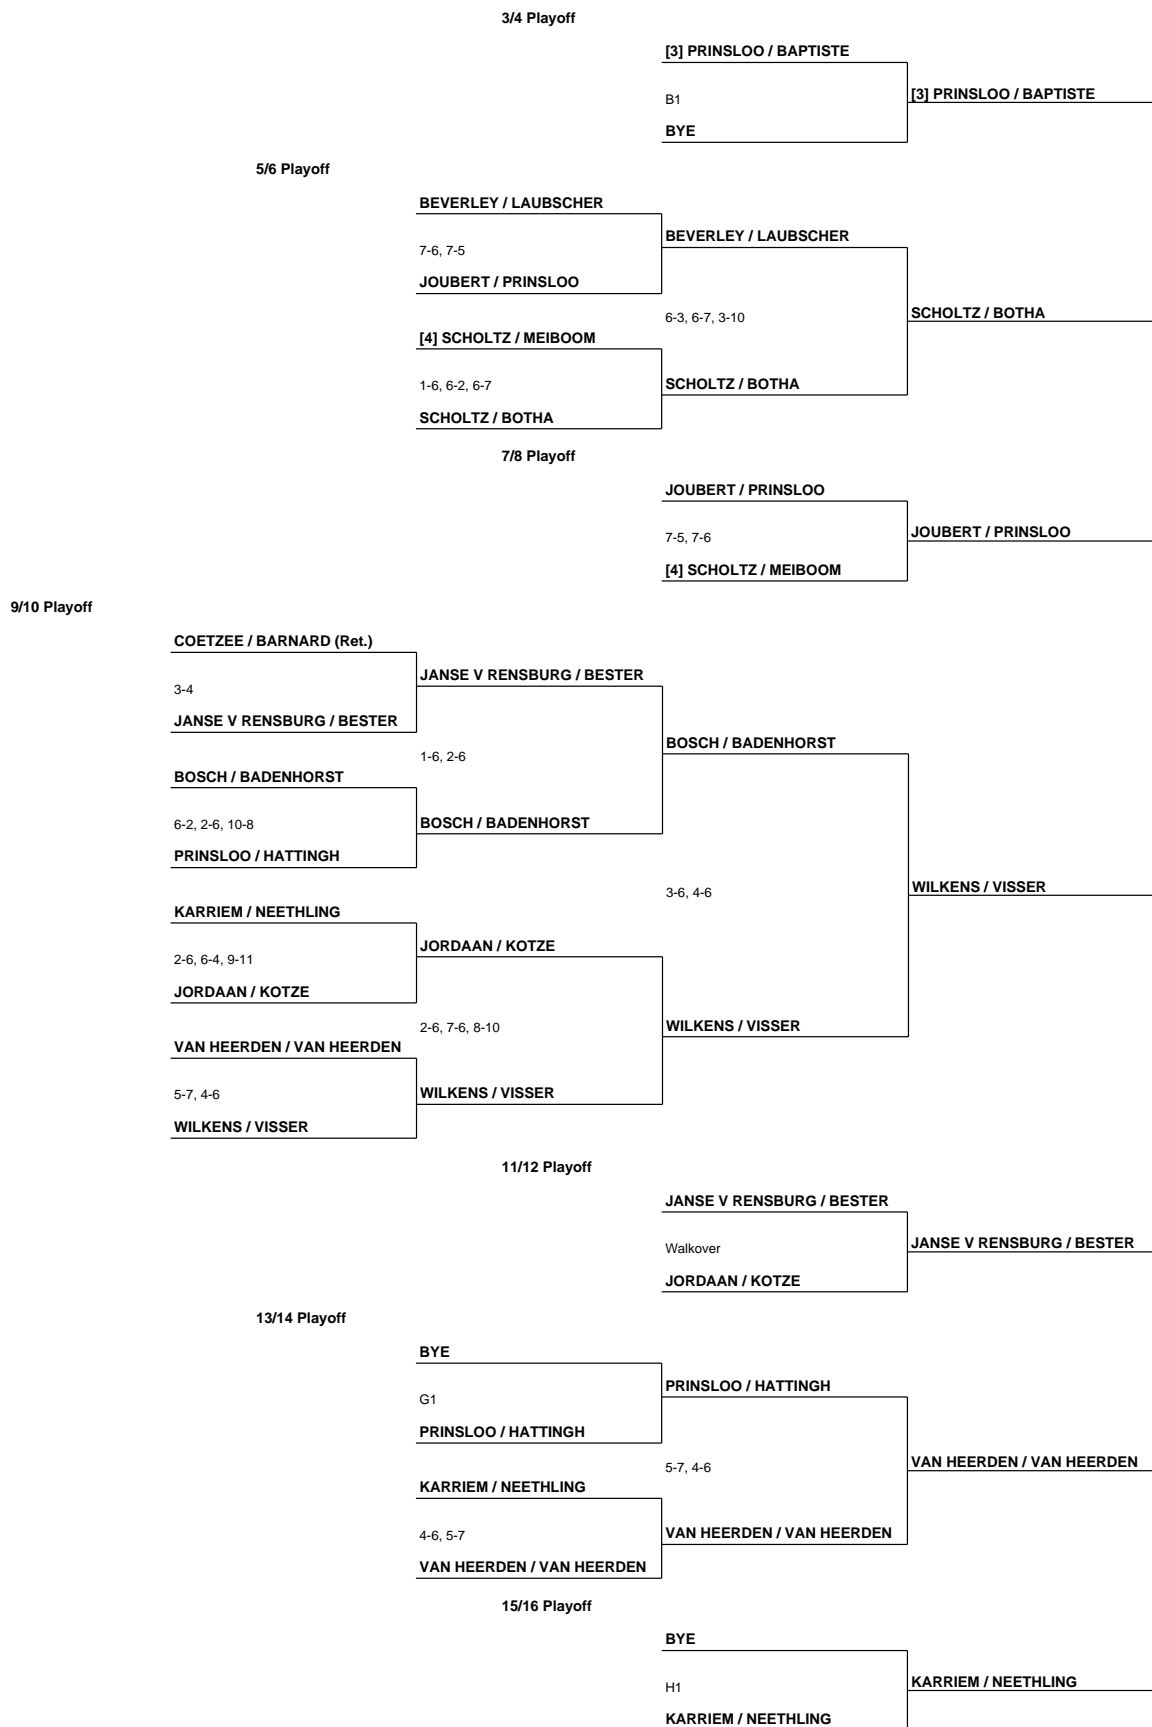 3/4 Playoff
[3] PRINSLOO / BAPTISTE
B1
[3] PRINSLOO / BAPTISTE
BYE
5/6 Playoff
BEVERLEY / LAUBSCHER
7-6, 7-5
BEVERLEY / LAUBSCHER
JOUBERT / PRINSLOO
6-3, 6-7, 3-10
SCHOLTZ / BOTHA
[4] SCHOLTZ / MEIBOOM
1-6, 6-2, 6-7
SCHOLTZ / BOTHA
SCHOLTZ / BOTHA
7/8 Playoff
JOUBERT / PRINSLOO
7-5, 7-6
JOUBERT / PRINSLOO
[4] SCHOLTZ / MEIBOOM
9/10 Playoff
COETZEE / BARNARD (Ret.)
3-4
JANSE V RENSBURG / BESTER
JANSE V RENSBURG / BESTER
1-6, 2-6
BOSCH / BADENHORST
BOSCH / BADENHORST
6-2, 2-6, 10-8
BOSCH / BADENHORST
PRINSLOO / HATTINGH
3-6, 4-6
WILKENS / VISSER
KARRIEM / NEETHLING
2-6, 6-4, 9-11
JORDAAN / KOTZE
JORDAAN / KOTZE
2-6, 7-6, 8-10
WILKENS / VISSER
VAN HEERDEN / VAN HEERDEN
5-7, 4-6
WILKENS / VISSER
WILKENS / VISSER
11/12 Playoff
JANSE V RENSBURG / BESTER
Walkover
JANSE V RENSBURG / BESTER
JORDAAN / KOTZE
13/14 Playoff
BYE
G1
PRINSLOO / HATTINGH
PRINSLOO / HATTINGH
5-7, 4-6
VAN HEERDEN / VAN HEERDEN
KARRIEM / NEETHLING
4-6, 5-7
VAN HEERDEN / VAN HEERDEN
VAN HEERDEN / VAN HEERDEN
15/16 Playoff
BYE
H1
KARRIEM / NEETHLING
KARRIEM / NEETHLING